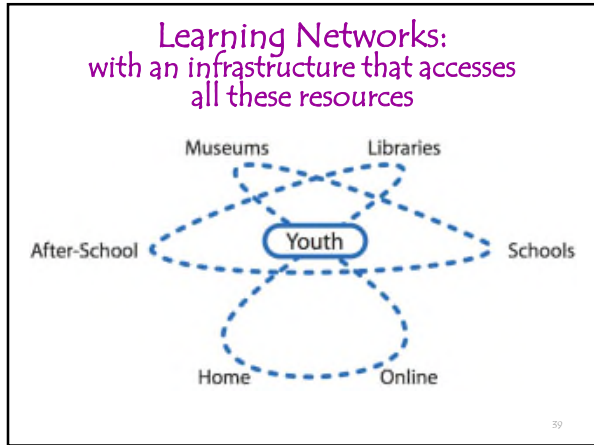 Learning Networks:
with an infrastructure that accesses
all these resources
Museums
Libraries
After-School
Youth
Schools
Home
Online
39